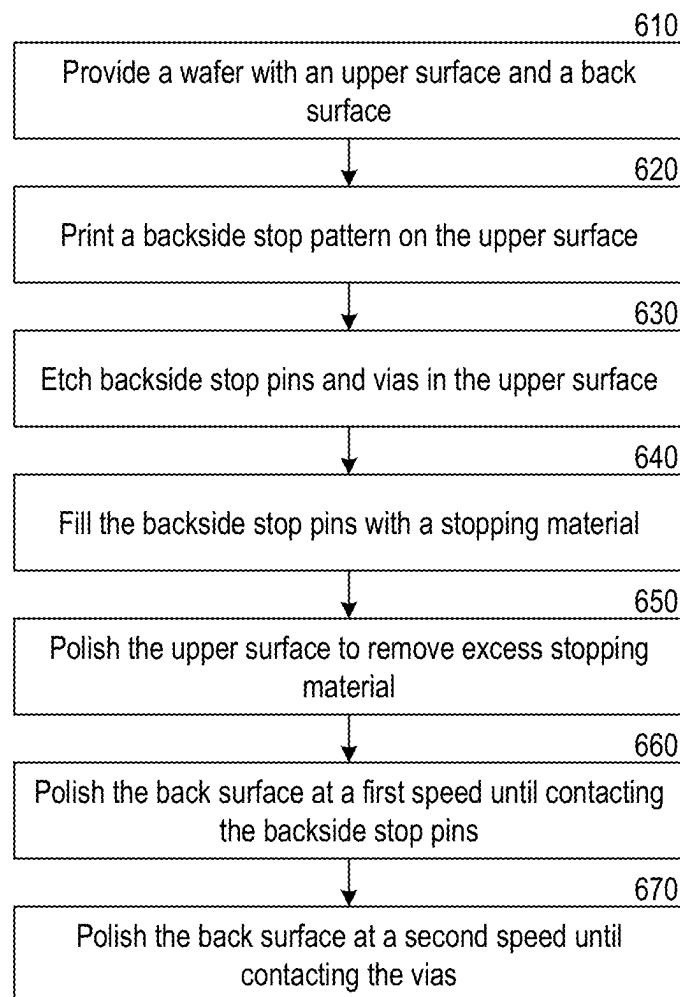 610
Provide a wafer with an upper surface and a back
surface
620
Print a backside stop pattern on the upper surface
630
Etch backside stop pins and vias in the upper surface
640
Fill the backside stop pins with a stopping material
650
Polish the upper surface to remove excess stopping
material
660
Polish the back surface at a first speed until contacting
the backside stop pins
670
Polish the back surface at a second speed until
contacting the vias